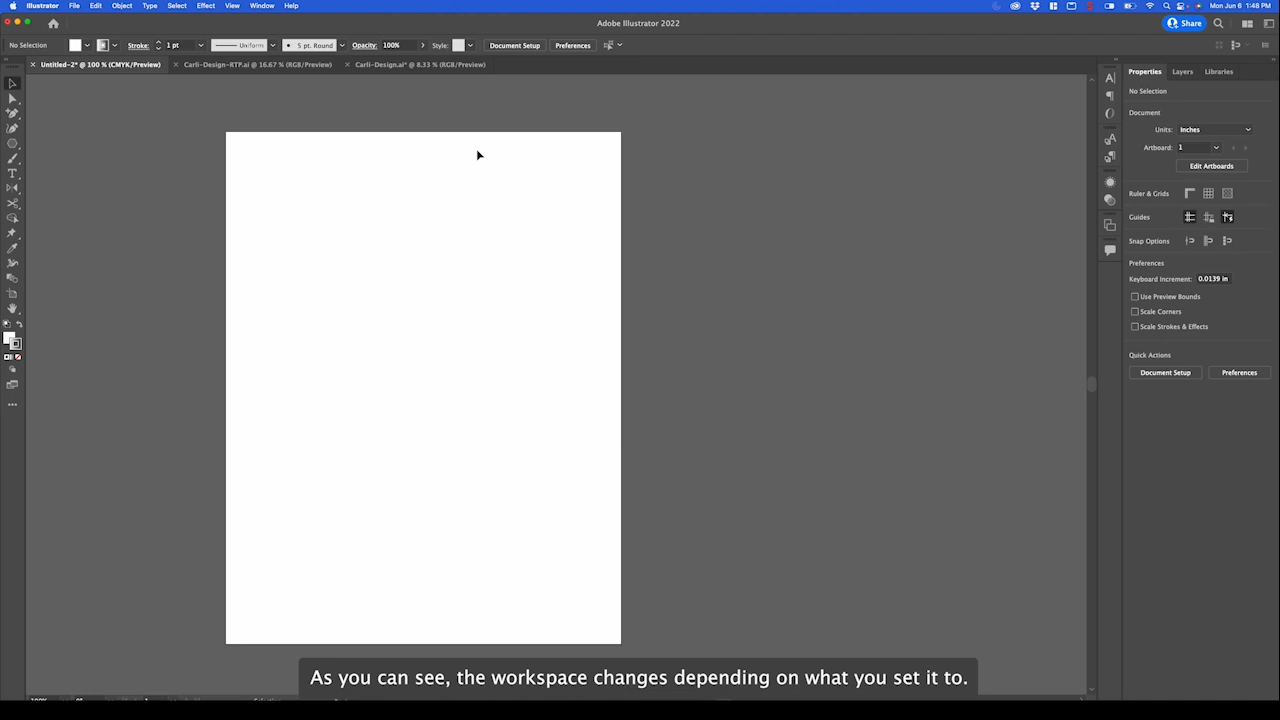 Illustrator File Edit Object Type Select Effect View Window Help Mon Jun 6 1:48 PM
Adobe Illustrator 2022 Share
No Selection Stroke: 1 pt Uniform 5 pt. Round Opacity: 100% Style: Document Setup Preferences
Untitled-2* @ 100 % (CMYK/Preview) Carli-Design-RTP.ai @ 16.67 % (RGB/Preview) Carli-Design.ai* @ 8.33 % (RGB/Preview)
Properties Layers Libraries
No Selection
Document
Units: Inches
Artboard: 1
Edit Artboards
Ruler & Grids
Guides
Snap Options
Preferences
Keyboard Increment: 0.0139 in
Use Preview Bounds
Scale Corners
Scale Strokes & Effects
Quick Actions
Document Setup Preferences
As you can see, the workspace changes depending on what you set it to.